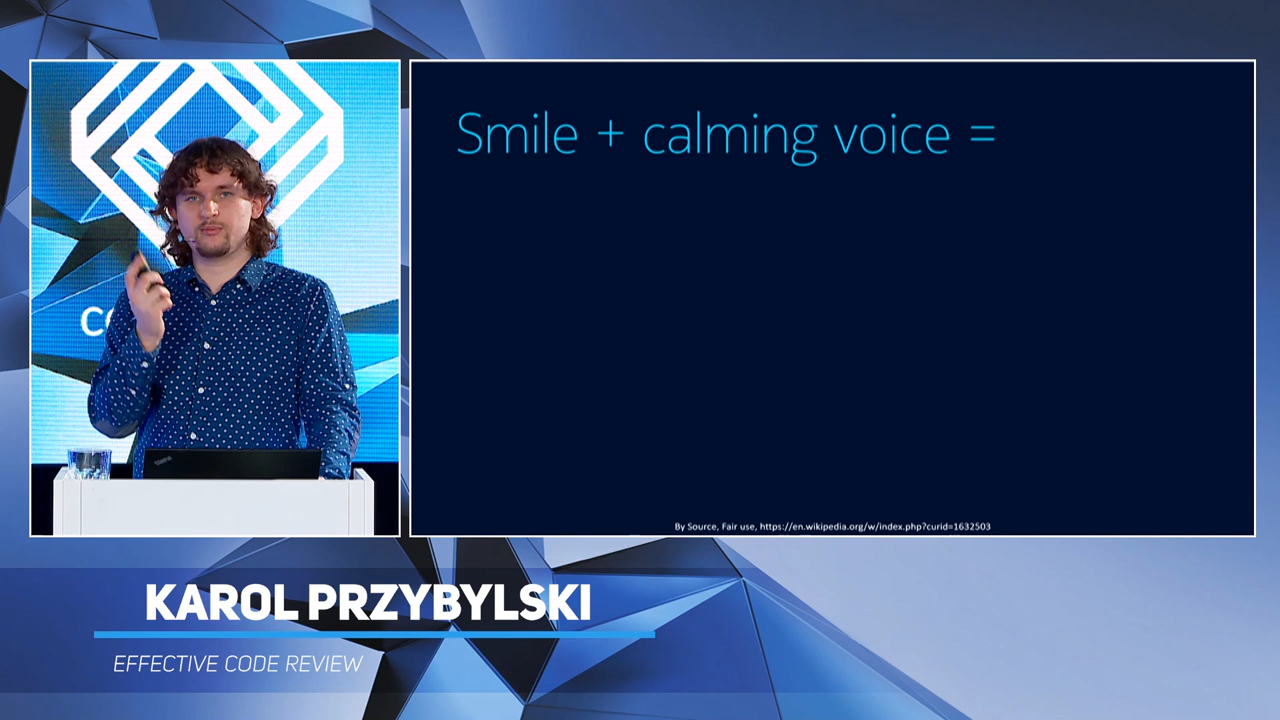 Smile + calming voice =
By Source, Fair use, https://en.wikipedia.org/w/index.php?curid=1632503
KAROL PRZYBYLSKI
EFFECTIVE CODE REVIEW